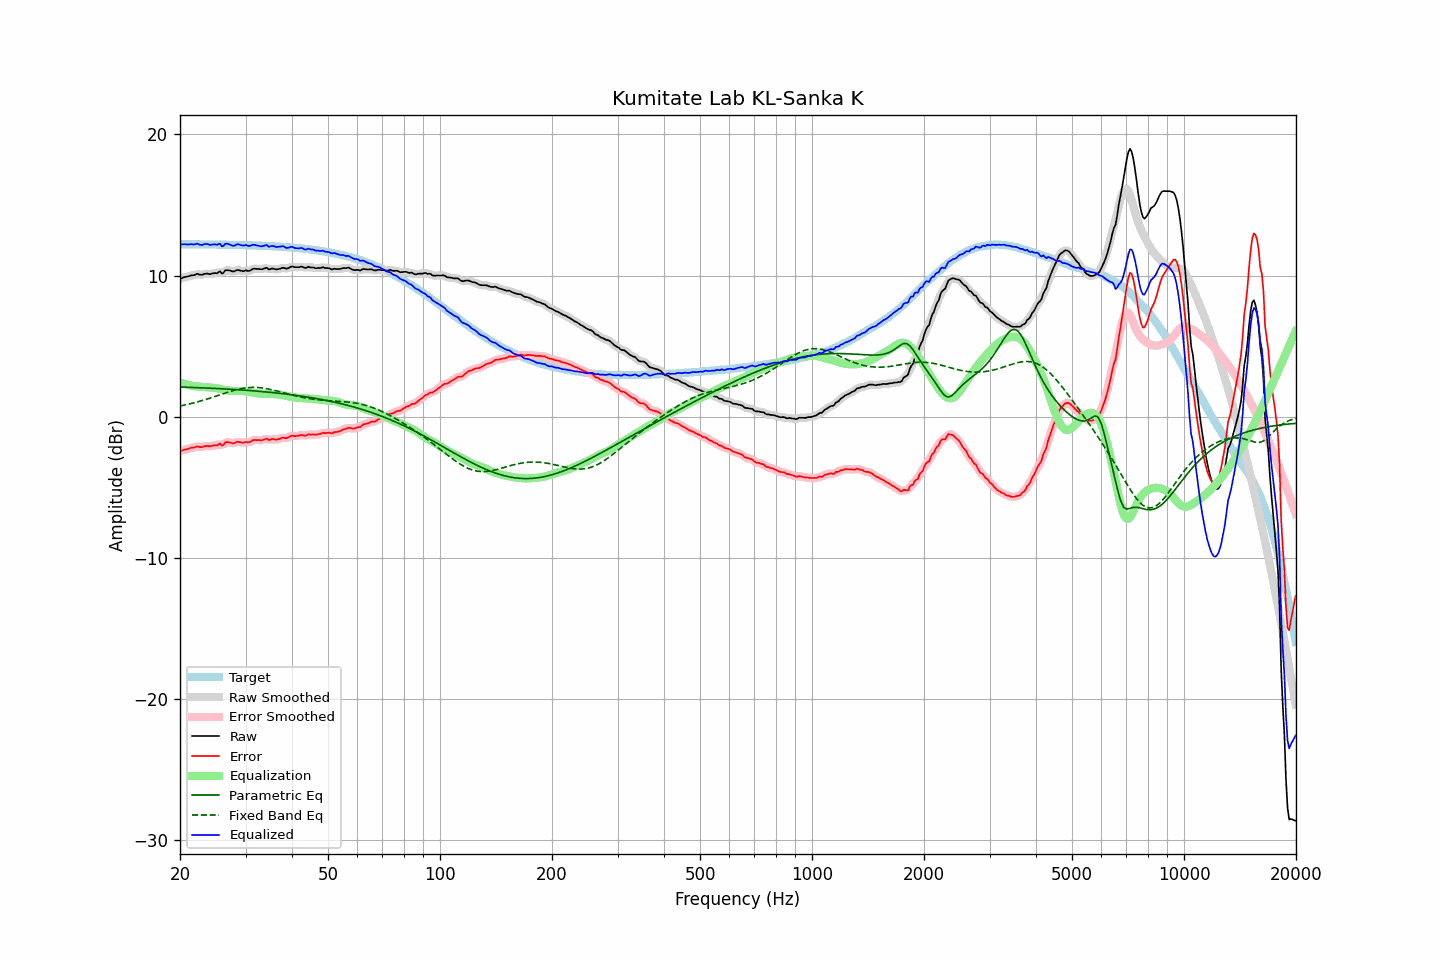 Kumitate Lab KL-Sanka K
20
10
0
−10
−20
−30
Amplitude (dBr)
Target
Raw Smoothed
Error Smoothed
Raw
Error
Equalization
Parametric Eq
Fixed Band Eq
Equalized
20 50 100 200 500 1000 2000 5000 10000 20000
Frequency (Hz)